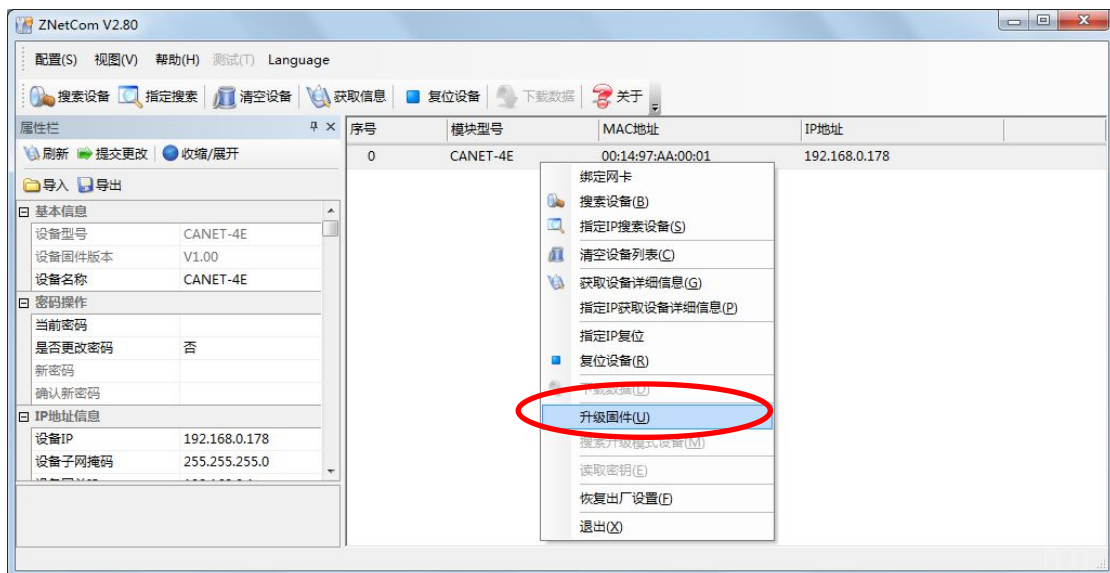 ZNetCom V2.80
配置(S) 视图(V) 帮助(H) 测试(T) Language
搜素设备 指定搜素 清空设备 获取信息 复位设备 下载数据 关于
属性栏
刷新 提交更改 收缩/展开
导入 导出
基本信息
设备型号 CANET-4E
设备固件版本 V1.00
设备名称 CANET-4E
密码操作
当前密码
是否更改密码 否
新密码
确认新密码
IP地址信息
设备IP 192.168.0.178
设备子网掩码 255.255.255.0
序号 模块型号 MAC地址 IP地址
0 CANET-4E 00:14:97:AA:00:01 192.168.0.178
绑定网卡
搜素设备(B)
指定IP搜素设备(S)
清空设备列表(C)
获取设备详细信息(G)
指定IP获取设备详细信息(P)
指定IP复位
复位设备(R)
下载数据(D)
升级固件(U)
搜素升级模式设备(M)
读取密钥(E)
恢复出厂设置(F)
退出(X)